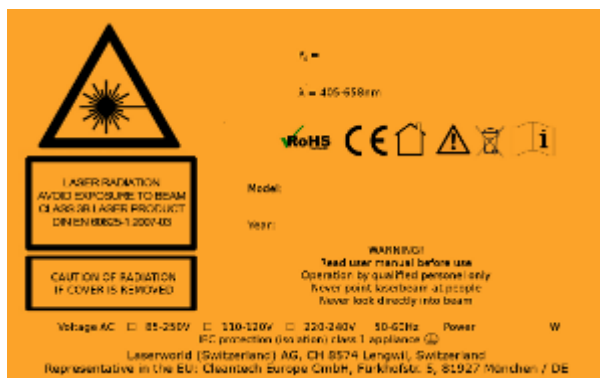 P₀ =
λ = 405-658nm
RoHS CE i
LASER RADIATION
AVOID EXPOSURE TO BEAM
CLASS 3B LASER PRODUCT
DIN EN 60825-1 2007-03
Model:
Year:
CAUTION OF RADIATION
IF COVER IS REMOVED
WARNING!
Read user manual before use
Operation by qualified personel only
Never point laserbeam at people
Never look directly into beam
Voltage AC □ 85-250V □ 110-120V □ 220-240V 50-60Hz Power W
IEC protection (isolation) class 1 appliance
Laserworld (Switzerland) AG, CH 8574 Lengwil, Switzerland
Representative in the EU: Cleantech Europe GmbH, Fürkhofstr. 5, 81927 München / DE